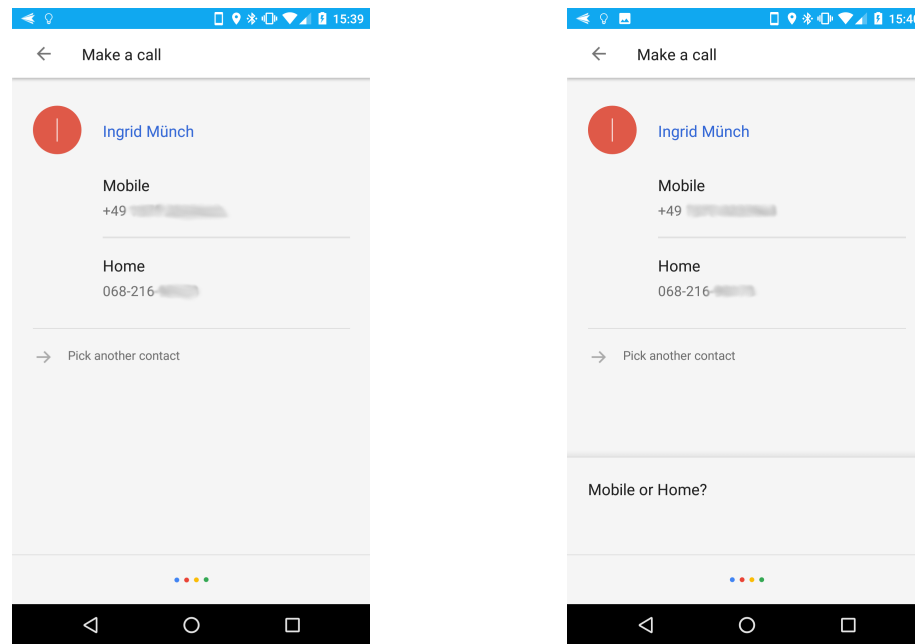 15:39
Make a call
I
Ingrid Münch
Mobile
+49
Home
068-216-
Pick another contact
15:40
Make a call
I
Ingrid Münch
Mobile
+49
Home
068-216-
Pick another contact
Mobile or Home?